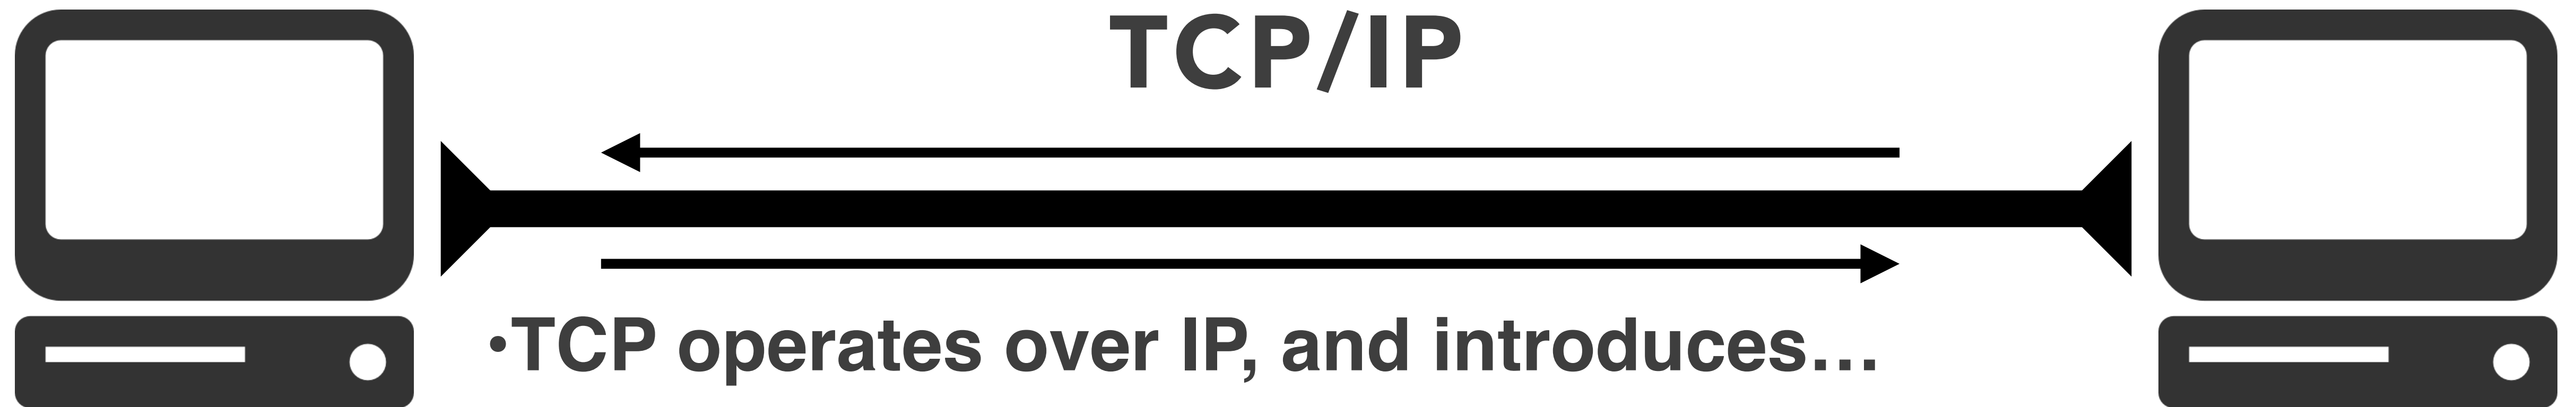 TCP/IP
•TCP operates over IP, and introduces…